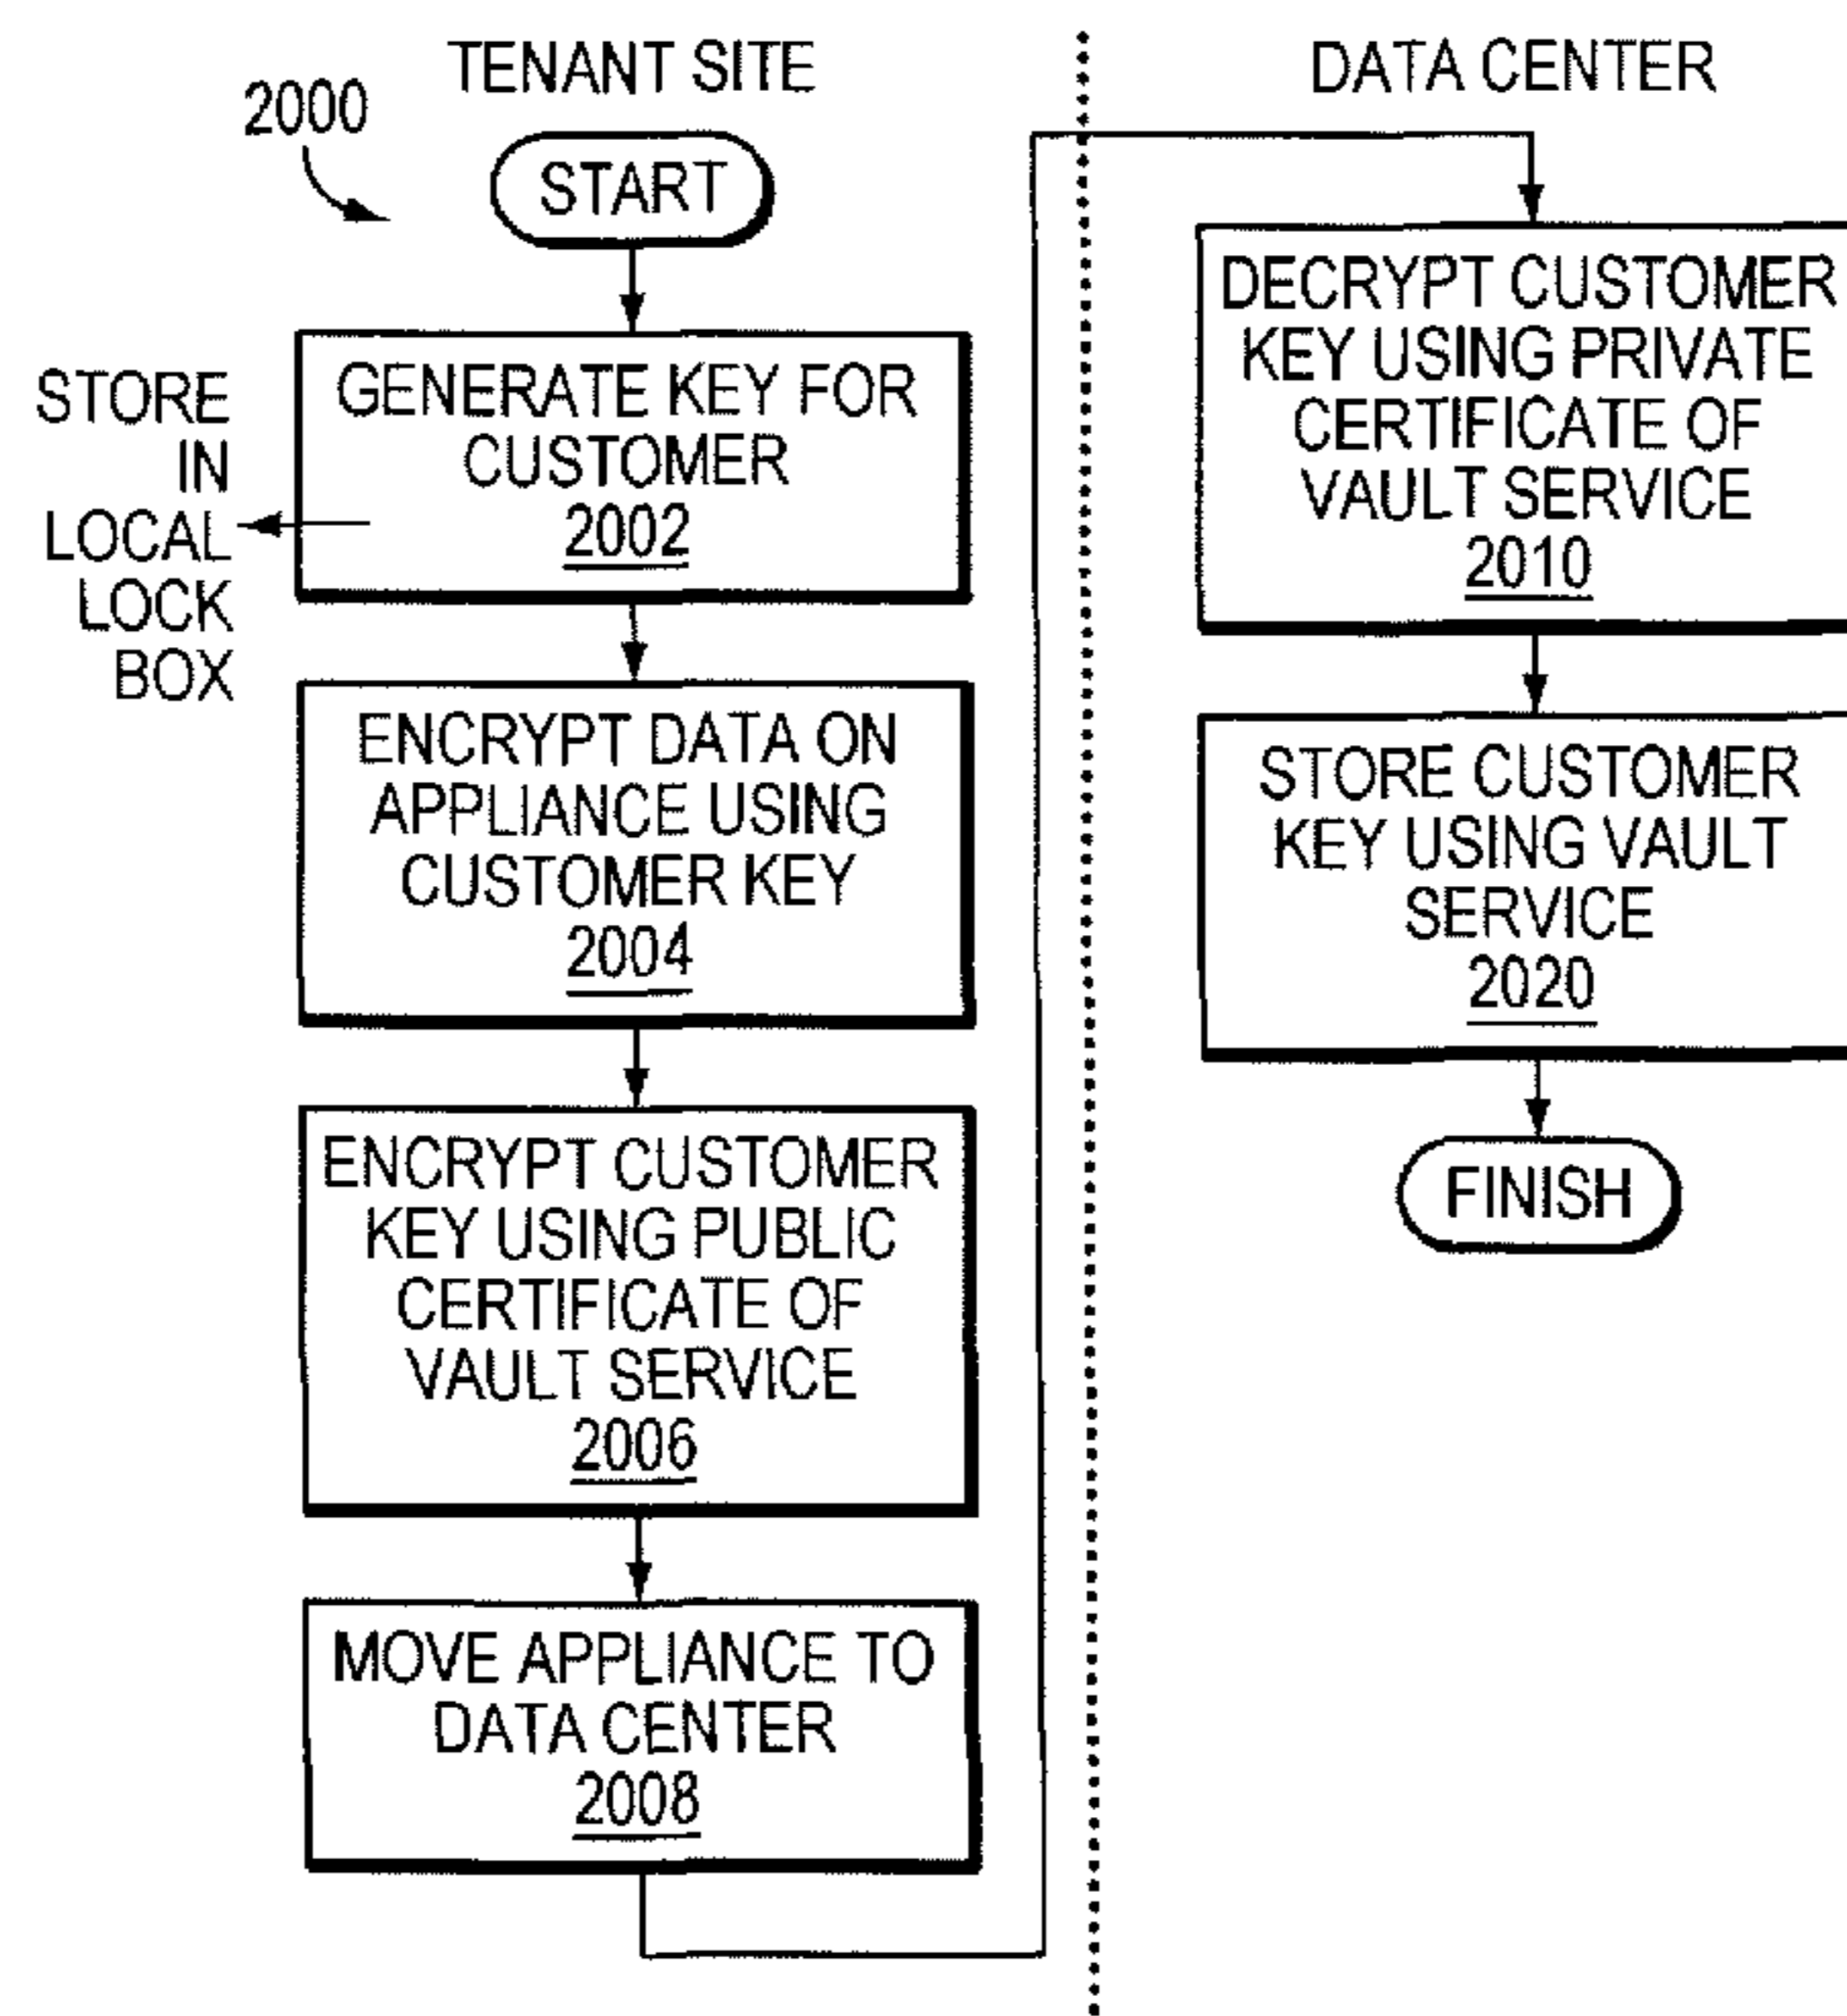 TENANT SITE
2000
START
GENERATE KEY FOR
CUSTOMER
2002
STORE
IN
LOCAL
LOCK
BOX
ENCRYPT DATA ON
APPLIANCE USING
CUSTOMER KEY
2004
ENCRYPT CUSTOMER
KEY USING PUBLIC
CERTIFICATE OF
VAULT SERVICE
2006
MOVE APPLIANCE TO
DATA CENTER
2008
DATA CENTER
DECRYPT CUSTOMER
KEY USING PRIVATE
CERTIFICATE OF
VAULT SERVICE
2010
STORE CUSTOMER
KEY USING VAULT
SERVICE
2020
FINISH